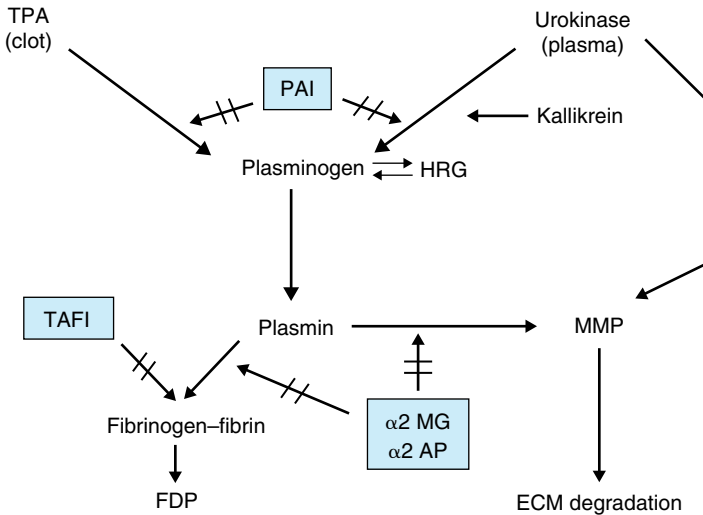 TPA
(clot)
Urokinase
(plasma)
PAI
Kallikrein
Plasminogen
HRG
TAFI
Plasmin
MMP
α2 MG
α2 AP
Fibrinogen–fibrin
FDP
ECM degradation